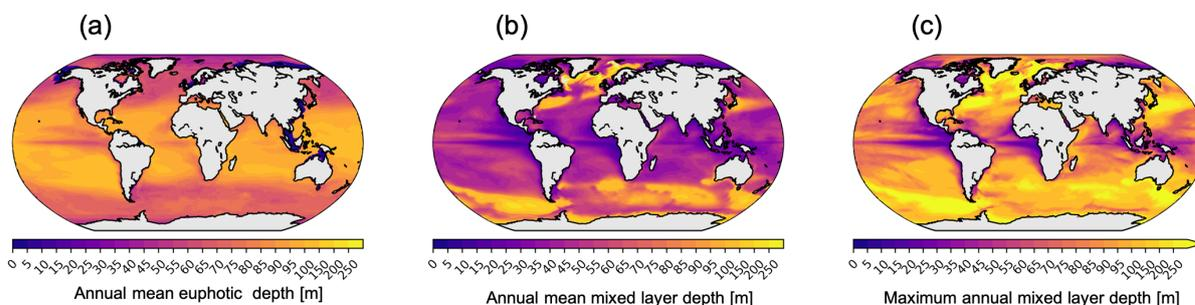 (a)
(b)
(c)
0 5 10 15 20 25 30 35 40 45 50 55 60 65 70 75 80 85 90 95 100 150 200 250
0 5 10 15 20 25 30 35 40 45 50 55 60 65 70 75 80 85 90 95 100 150 200 250
0 5 10 15 20 25 30 35 40 45 50 55 60 65 70 75 80 85 90 95 100 150 200 250
Annual mean euphotic depth [m]
Annual mean mixed layer depth [m]
Maximum annual mixed layer depth [m]